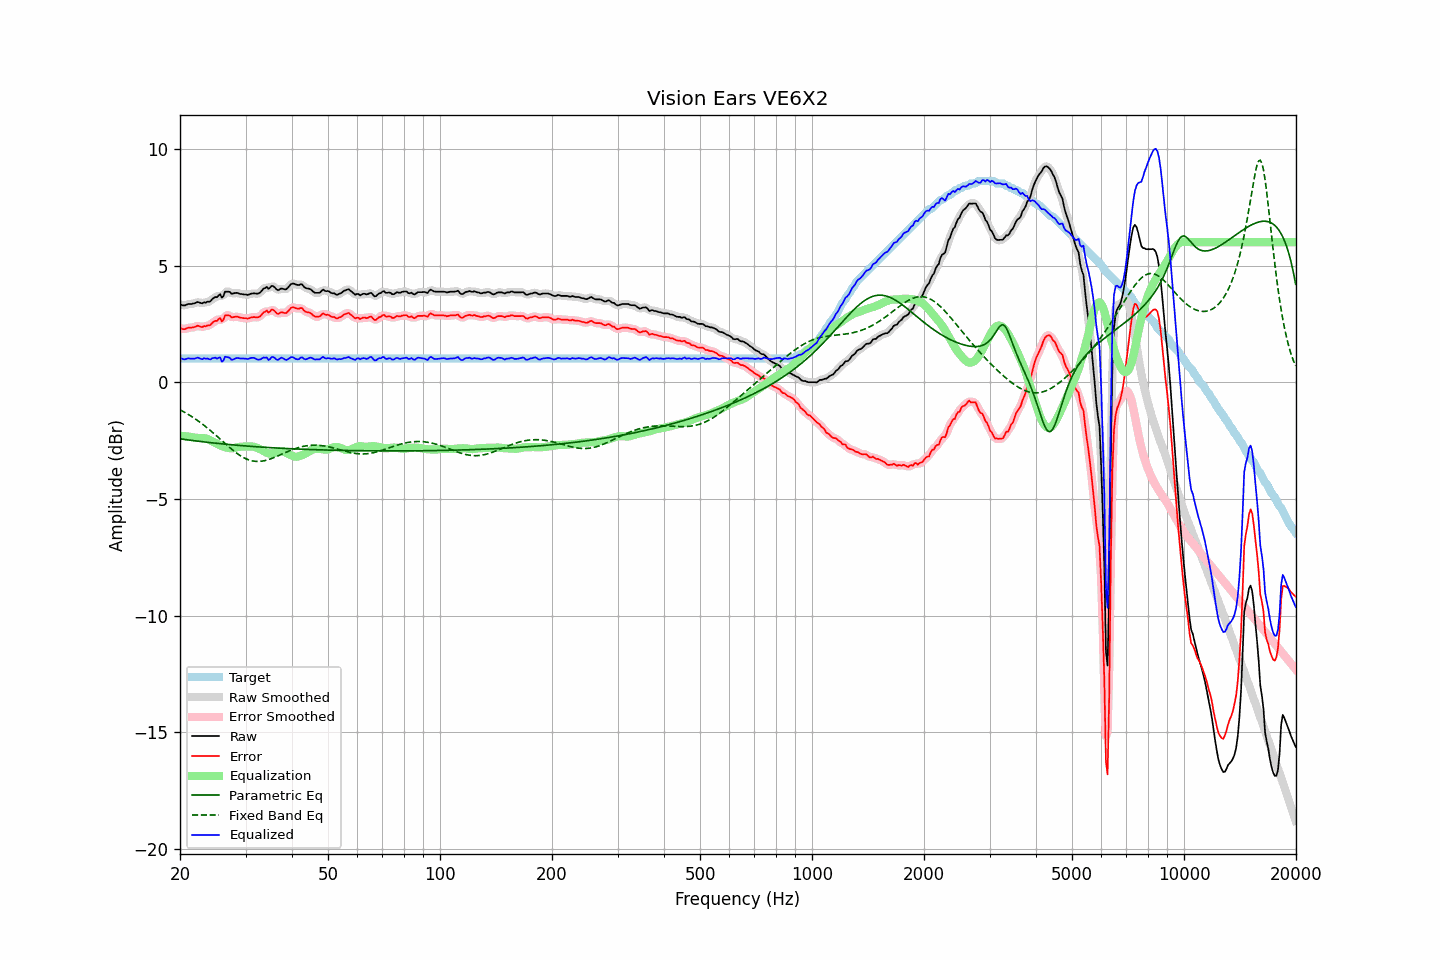 Vision Ears VE6X2
Amplitude (dBr)
10
5
0
−5
−10
−15
−20
Target
Raw Smoothed
Error Smoothed
Raw
Error
Equalization
Parametric Eq
Fixed Band Eq
Equalized
20 50 100 200 500 1000 2000 5000 10000 20000
Frequency (Hz)